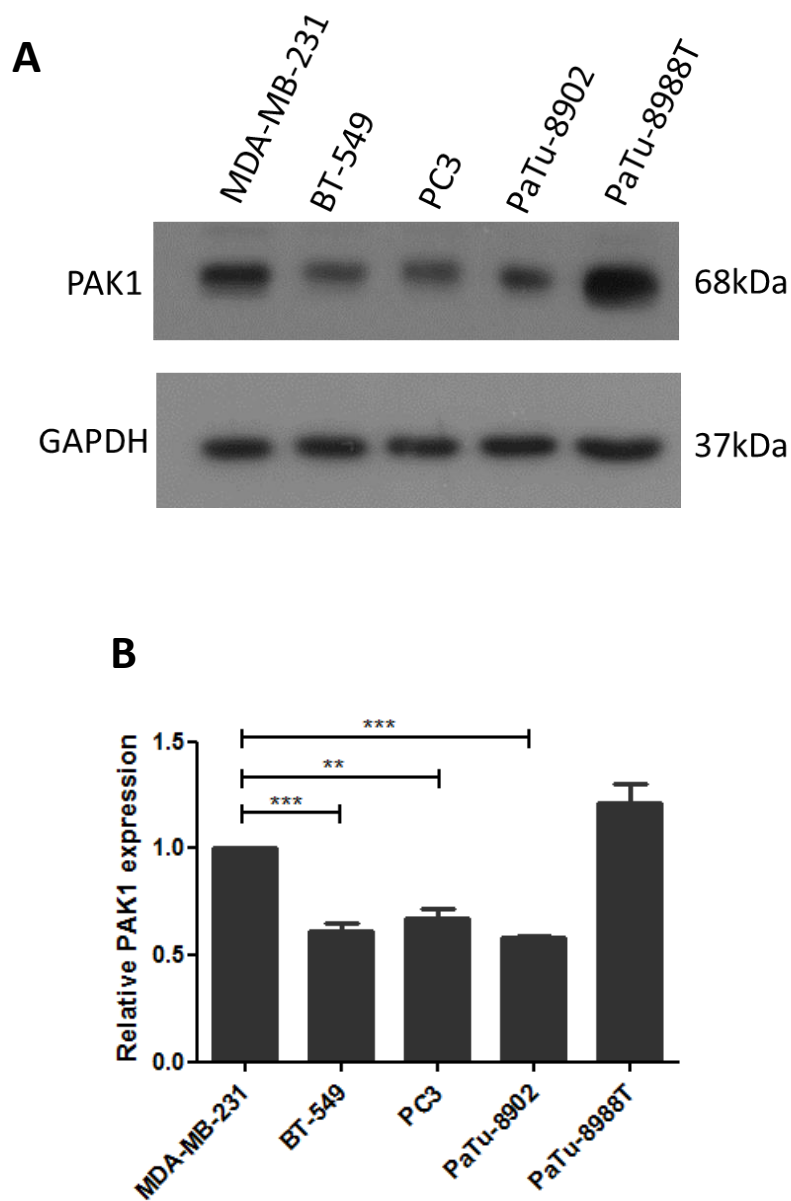 A
MDA-MB-231
BT-549
PC3
PaTu-8902
PaTu-8988T
PAK1
68kDa
GAPDH
37kDa
B
Relative PAK1 expression
1.5
1.0
0.5
0.0
***
**
***
MDA-MB-231
BT-549
PC3
PaTu-8902
PaTu-8988T